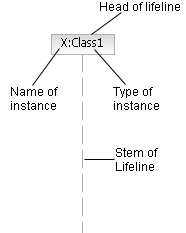 Head of lifeline
X:Class1
Name of
instance
Type of
instance
Stem of
Lifeline